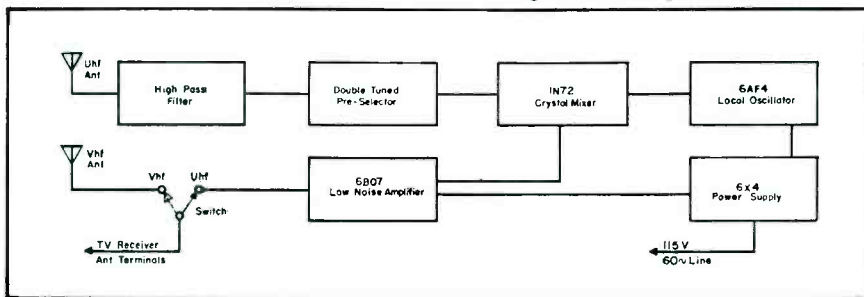 Uhf
Ant
High Pass
Filter
Double Tuned
Pre-Selector
1N72
Crystal Mixer
6AF4
Local Oscillator
Vhf
Ant
Vhf
Uhf
Switch
6BQ7
Low Noise Amplifier
6X4
Power Supply
TV Receiver
Ant Terminals
115V
60~Line